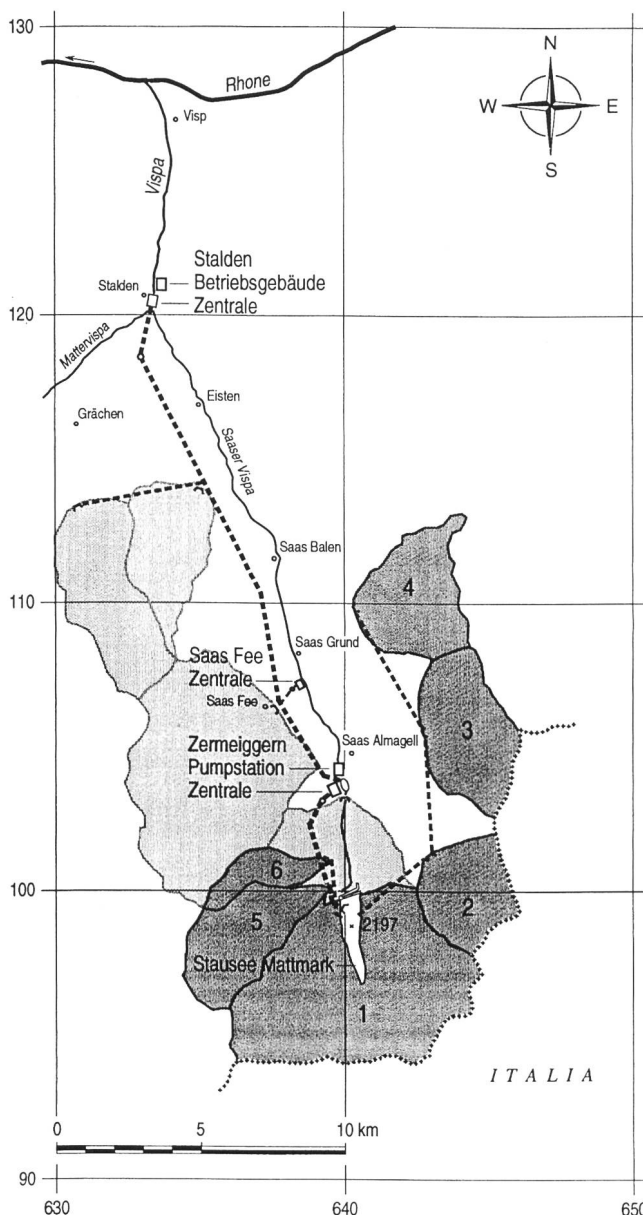 130
N
W E
S
Rhone
Visp
Vispa
Stalden
Betriebsgebäude
Zentrale
Stalden
120
Mattervispa
Eisten
Grächen
Saaser Vispa
Saas Balen
4
110
Saas Grund
Saas Fee
Zentrale
Saas Fee
3
Saas Almagell
Zermeiggern
Pumpstation
Zentrale
6
100
2
5
2197
Stausee Mattmark
1
ITALIA
0 5 10 km
90
630 640 650